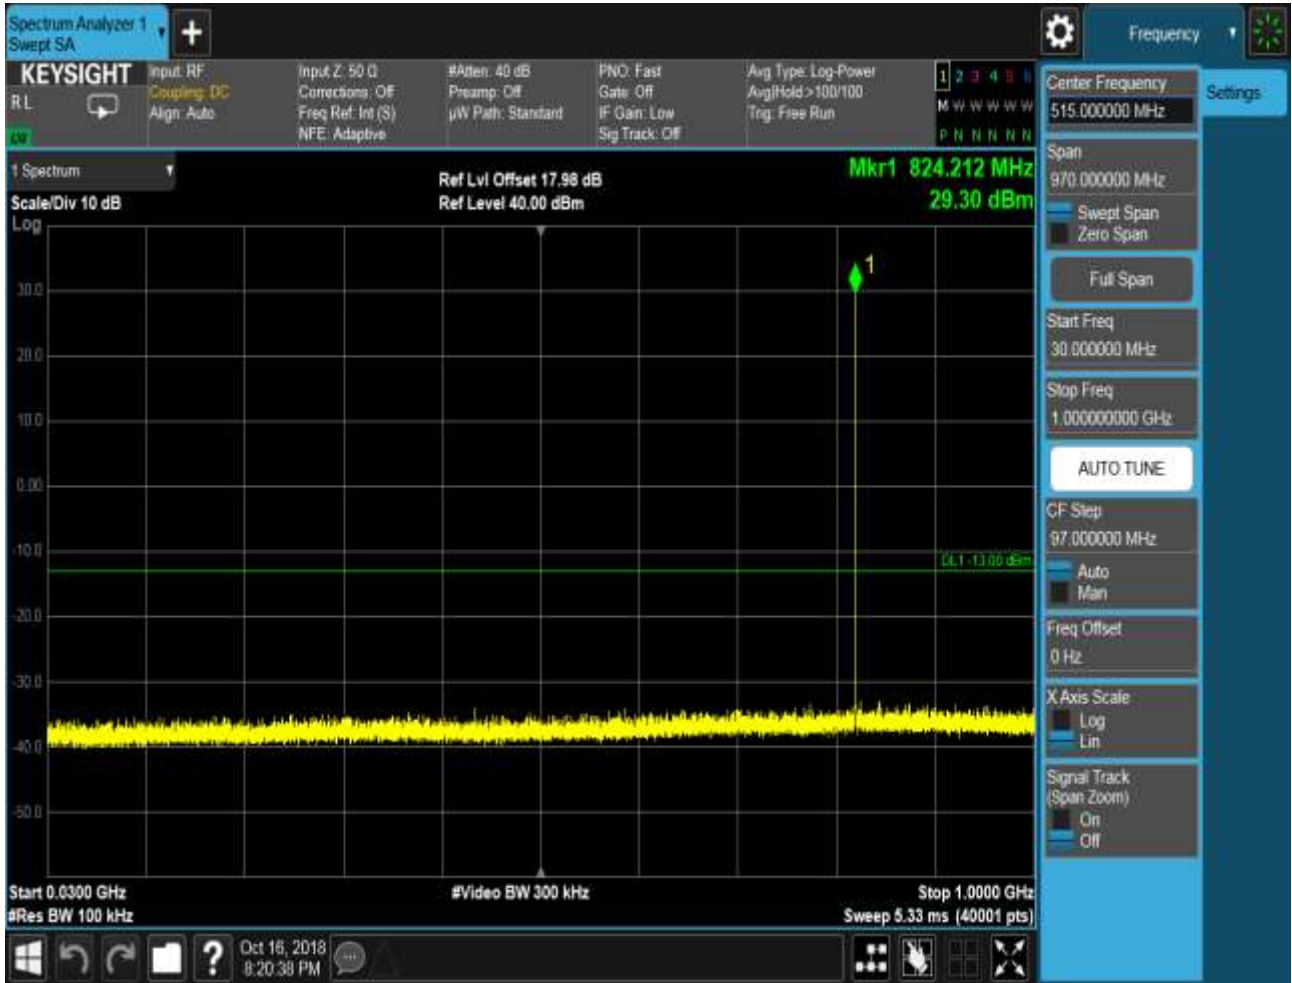 Spectrum Analyzer 1
Swept SA
+
Frequency
KEYSIGHT
RL
Input: RF
Coupling: DC
Align: Auto
Input Z: 50 Ω
Corrections: Off
Freq Ref: Int (S)
NFE: Adaptive
#Atten: 40 dB
Preamp: Off
µW Path: Standard
PNO: Fast
Gate: Off
IF Gain: Low
Sig Track: Off
Avg Type: Log-Power
Avg|Hold:>100/100
Trig: Free Run
1 2 3 4 5 6
M W W W W W
P N N N N N
1 Spectrum
Scale/Div 10 dB
Log
Ref Lvl Offset 17.98 dB
Ref Level 40.00 dBm
Mkr1 824.212 MHz
29.30 dBm
1
30.0
20.0
10.0
0.00
-10.0
-20.0
-30.0
-40.0
-50.0
DL1 -13.00 dBm
Start 0.0300 GHz
#Res BW 100 kHz
#Video BW 300 kHz
Stop 1.0000 GHz
Sweep 5.33 ms (40001 pts)
Center Frequency
515.000000 MHz
Settings
Span
970.000000 MHz
Swept Span
Zero Span
Full Span
Start Freq
30.000000 MHz
Stop Freq
1.000000000 GHz
AUTO TUNE
CF Step
97.000000 MHz
Auto
Man
Freq Offset
0 Hz
X Axis Scale
Log
Lin
Signal Track
(Span Zoom)
On
Off
?
Oct 16, 2018
8:20:38 PM